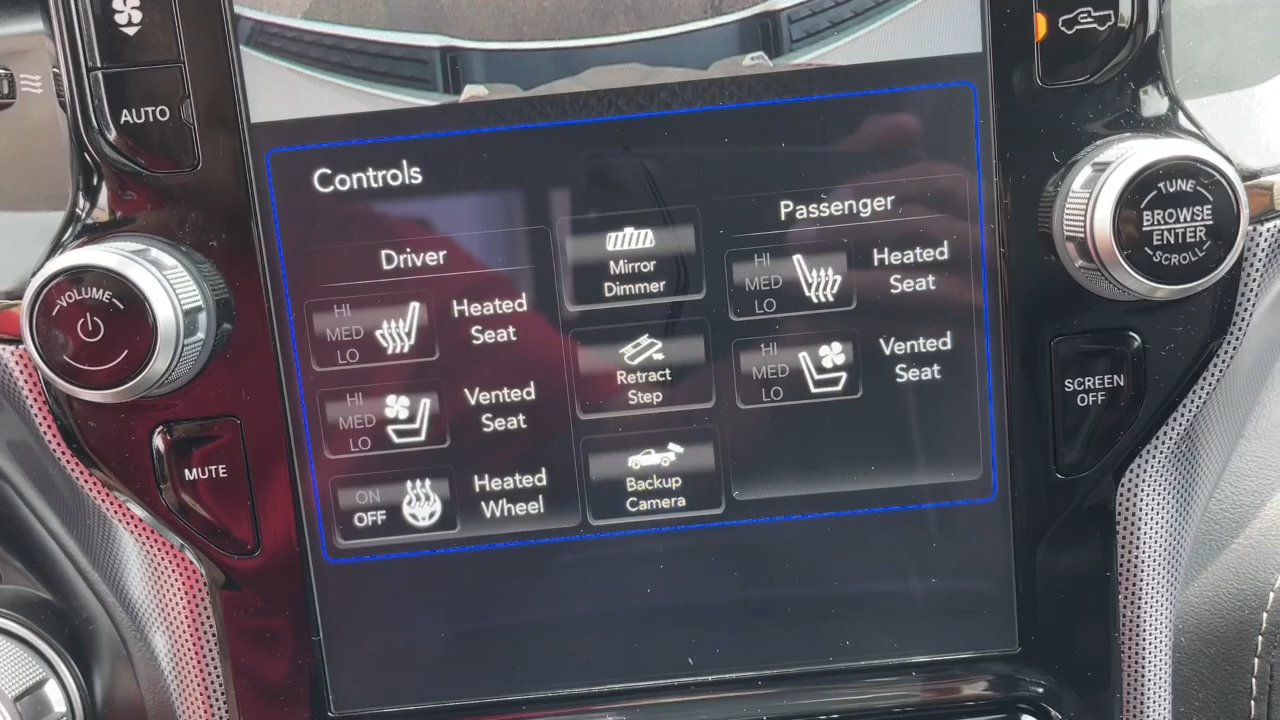 AUTO
VOLUME
MUTE
Controls
Driver
HI
MED
LO
Heated
Seat
HI
MED
LO
Vented
Seat
ON
OFF
Heated
Wheel
Mirror
Dimmer
Retract
Step
Backup
Camera
Passenger
HI
MED
LO
Heated
Seat
HI
MED
LO
Vented
Seat
TUNE
BROWSE
ENTER
SCROLL
SCREEN
OFF